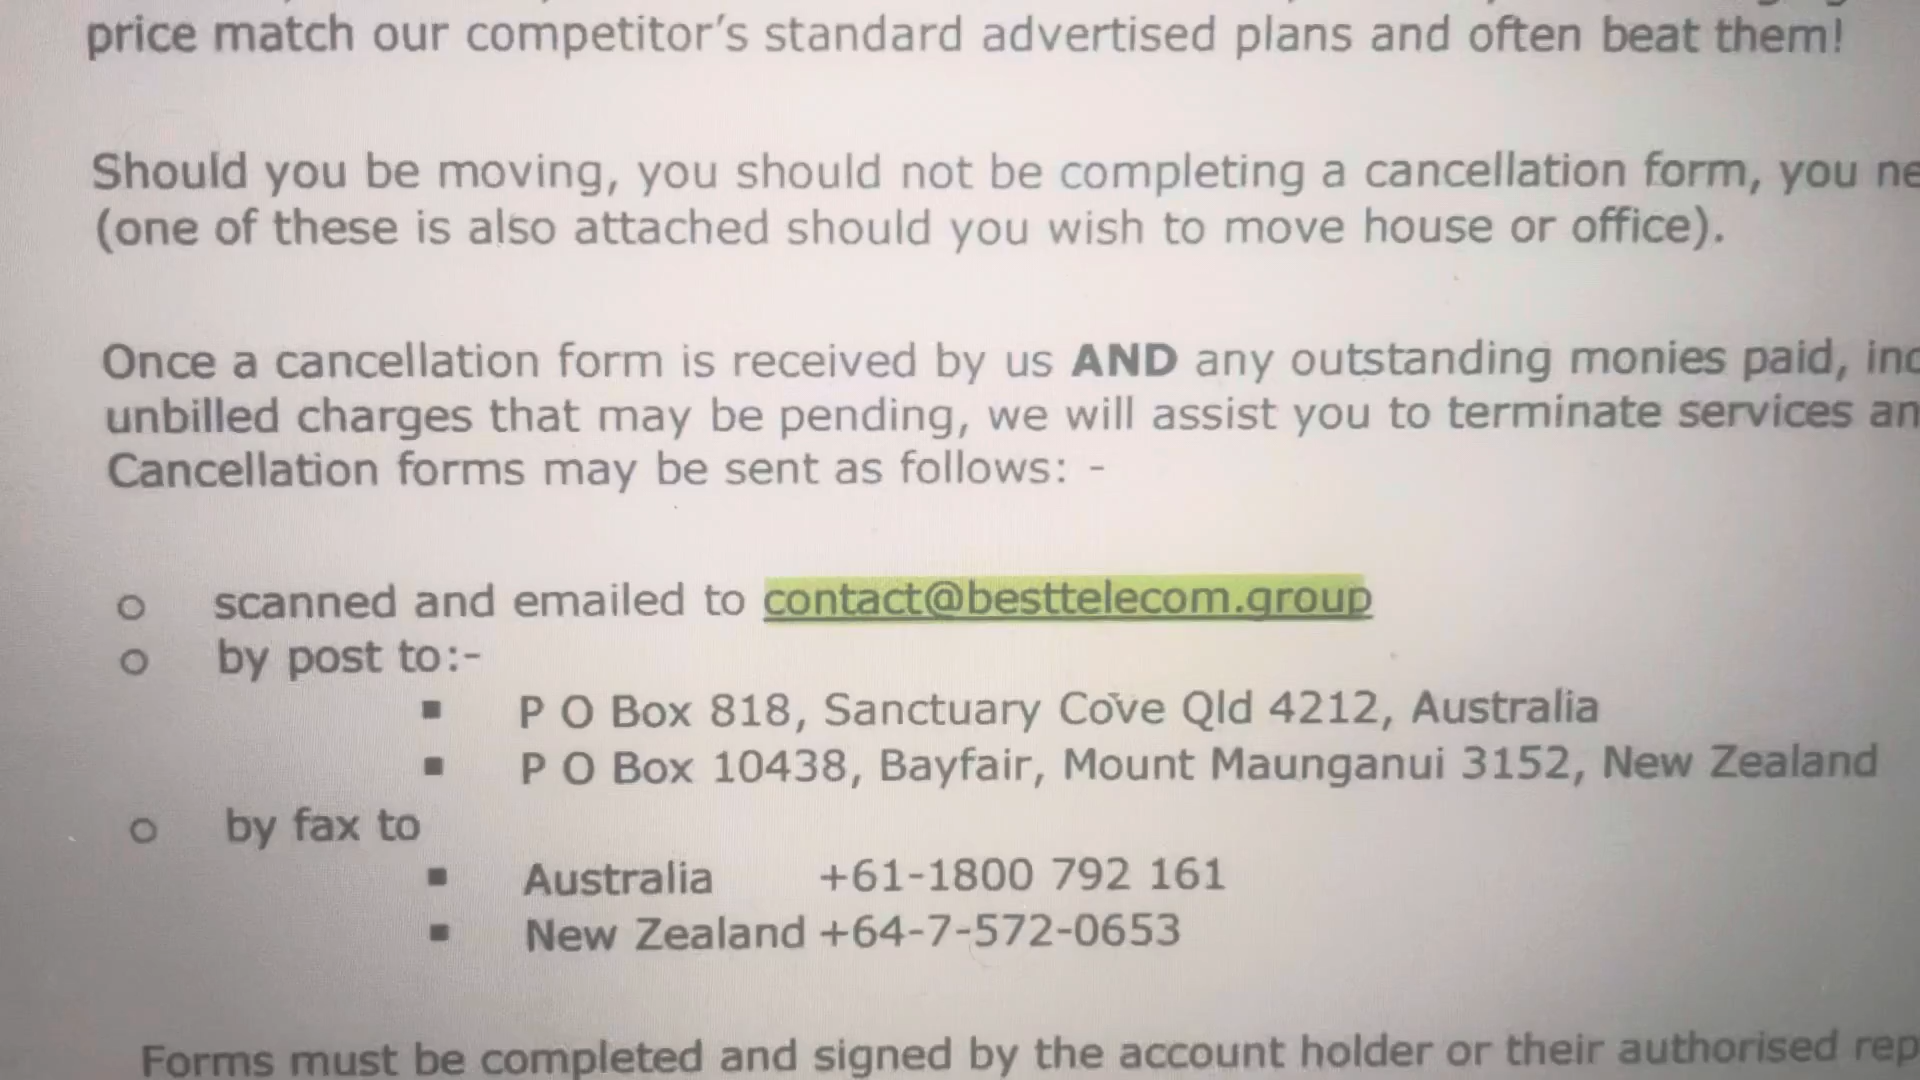 price match our competitor's standard advertised plans and often beat them!
Should you be moving, you should not be completing a cancellation form, you
(one of these is also attached should you wish to move house or office).
Once a cancellation form is received by us AND any outstanding monies paid,
unbilled charges that may be pending, we will assist you to terminate services
Cancellation forms may be sent as follows: -
o scanned and emailed to contact@besttelecom.group
o by post to:-
▪ P O Box 818, Sanctuary Cove Qld 4212, Australia
▪ P O Box 10438, Bayfair, Mount Maunganui 3152, New Zealand
o by fax to
▪ Australia +61-1800 792 161
▪ New Zealand +64-7-572-0653
Forms must be completed and signed by the account holder or their authorised